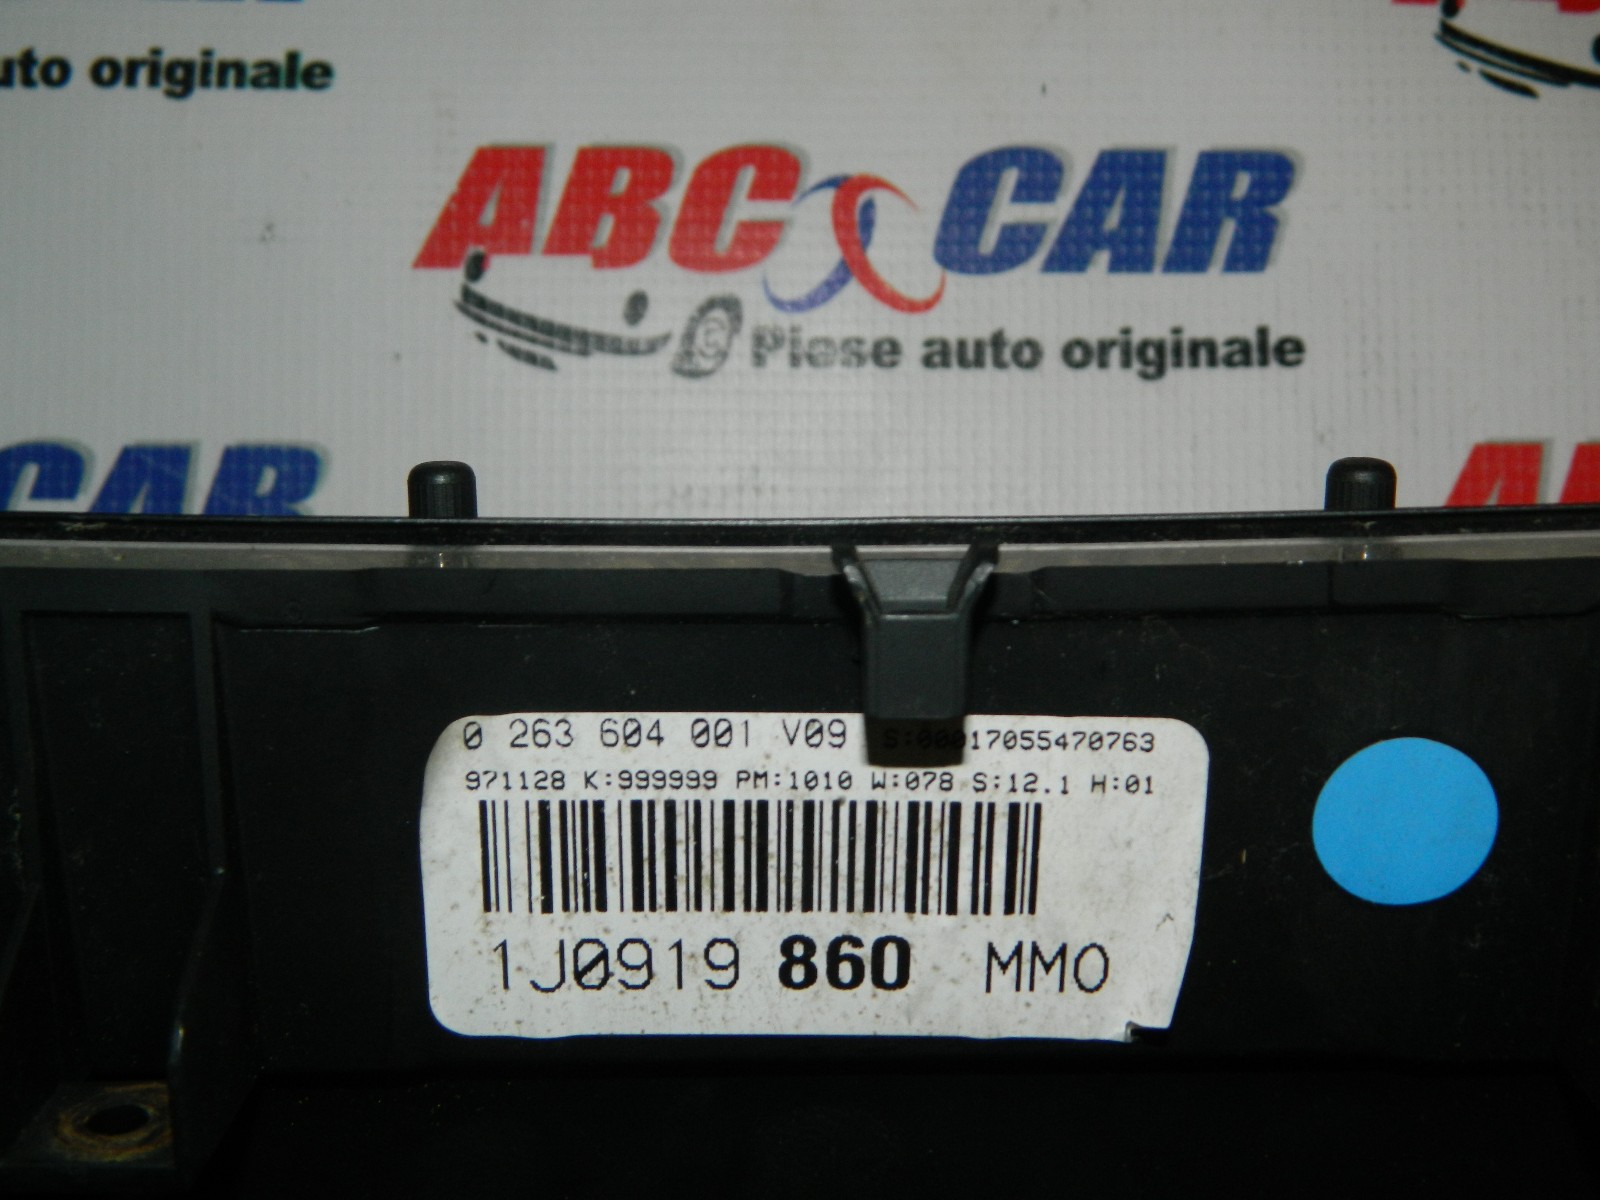 uto originale
ABC CAR
Piese auto originale
CAR
0 263 604 001 V09 S:00017055470763
971128 K:999999 PM:1010 W:078 S:12.1 H:01
1J0919 860 MMO